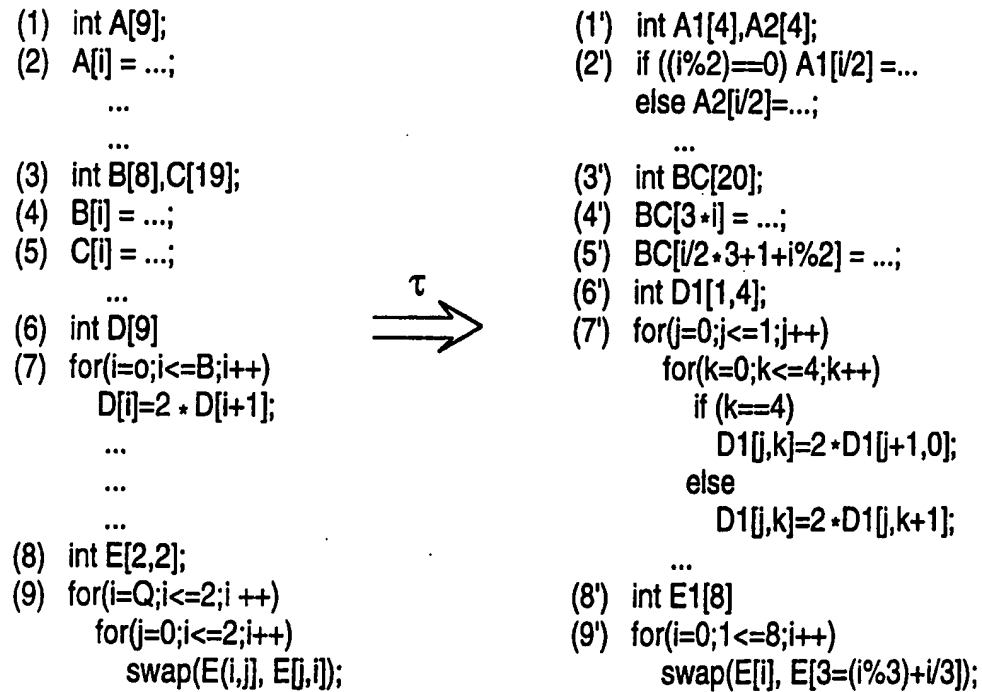 (1) int A[9];
(2) A[i] = ...;
...
...
(3) int B[8],C[19];
(4) B[i] = ...;
(5) C[i] = ...;
...
(6) int D[9]
(7) for(i=o;i<=B;i++)
D[i]=2 * D[i+1];
...
...
...
(8) int E[2,2];
(9) for(i=Q;i<=2;i ++)
for(j=0;i<=2;i++)
swap(E(i,j], E[j,i]);
τ
(1') int A1[4],A2[4];
(2') if ((i%2)==0) A1[i/2] =...
else A2[i/2]=...;
...
(3') int BC[20];
(4') BC[3*i] = ...;
(5') BC[i/2*3+1+i%2] = ...;
(6') int D1[1,4];
(7') for(j=0;j<=1;j++)
for(k=0;k<=4;k++)
if (k==4)
D1[j,k]=2*D1[j+1,0];
else
D1[j,k]=2*D1[j,k+1];
...
(8') int E1[8]
(9') for(i=0;1<=8;i++)
swap(E[i], E[3=(i%3)+i/3]);